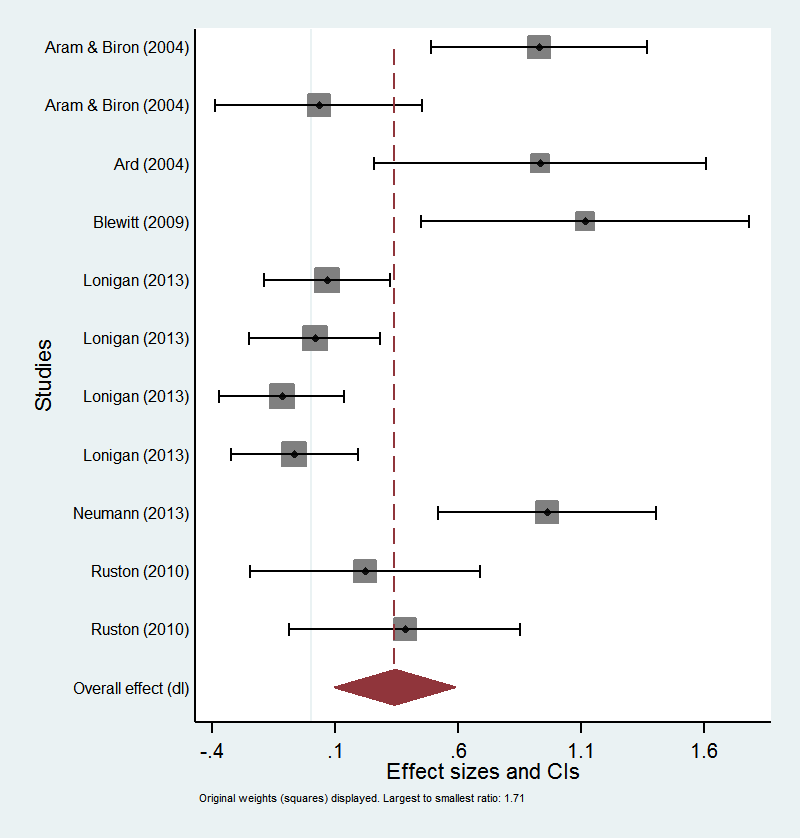 Aram & Biron (2004)
Aram & Biron (2004)
Ard (2004)
Blewitt (2009)
Lonigan (2013)
Lonigan (2013)
Studies
Lonigan (2013)
Lonigan (2013)
Neumann (2013)
Ruston (2010)
Ruston (2010)
Overall effect (dl)
-.4 .1 .6 1.1 1.6
Effect sizes and CIs
Original weights (squares) displayed. Largest to smallest ratio: 1.71